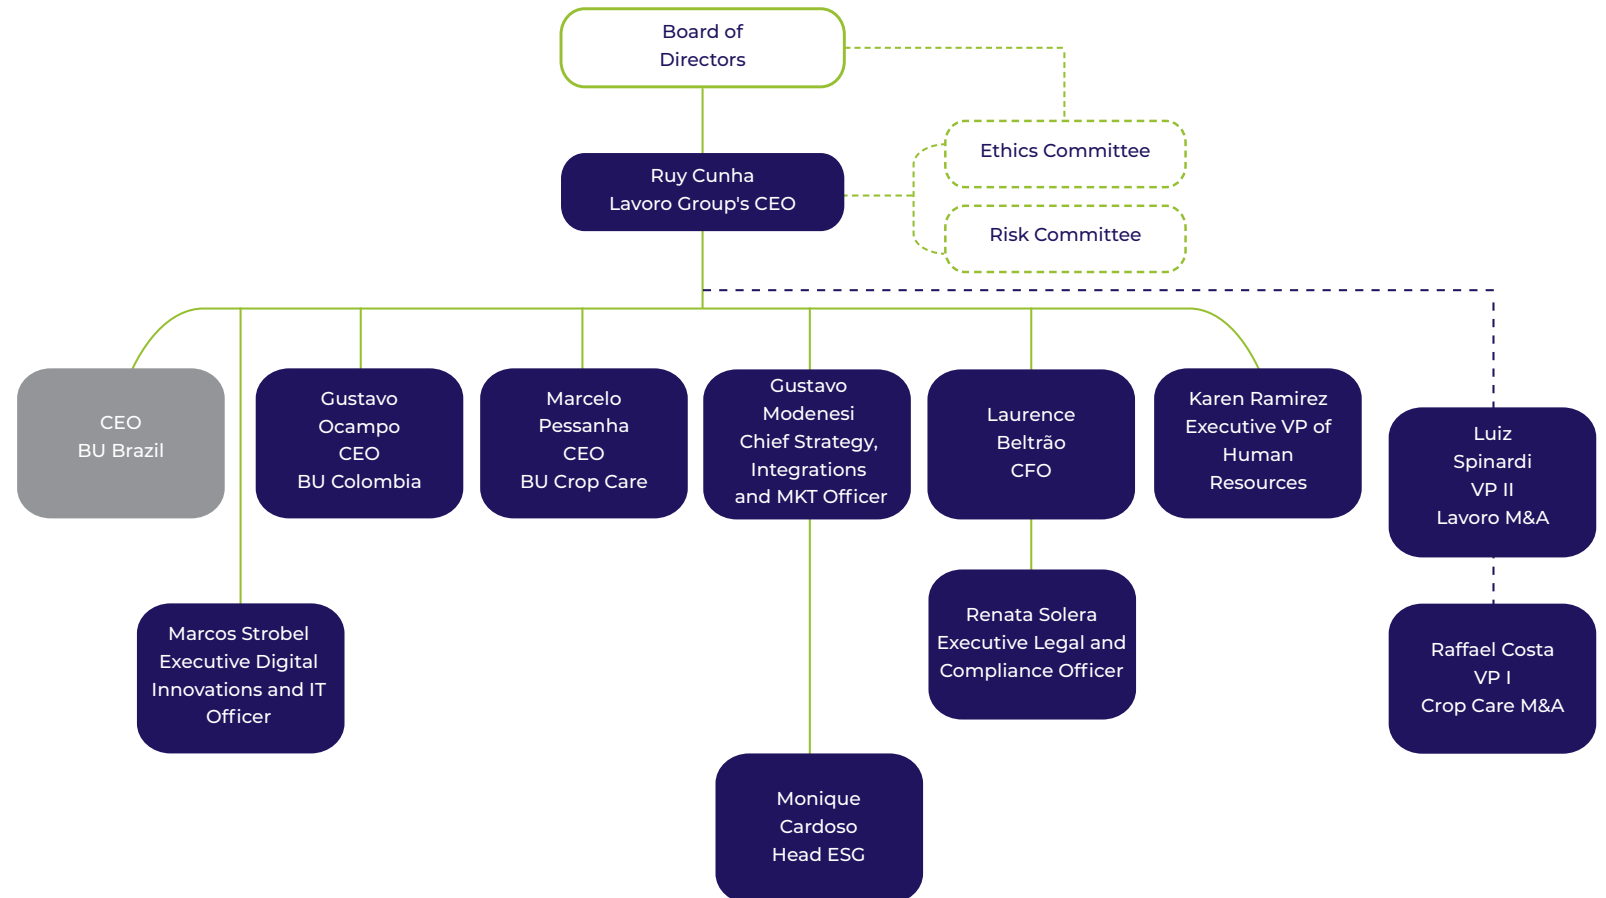 Board of
Directors
Ethics Committee
Ruy Cunha
Lavoro Group's CEO
Risk Committee
CEO
BU Brazil
Gustavo
Ocampo
CEO
BU Colombia
Marcelo
Pessanha
CEO
BU Crop Care
Gustavo
Modenesi
Chief Strategy,
Integrations
and MKT Officer
Laurence
Beltrão
CFO
Karen Ramirez
Executive VP of
Human
Resources
Luiz
Spinardi
VP II
Lavoro M&A
Marcos Strobel
Executive Digital
Innovations and IT
Officer
Renata Solera
Executive Legal and
Compliance Officer
Raffael Costa
VP I
Crop Care M&A
Monique
Cardoso
Head ESG